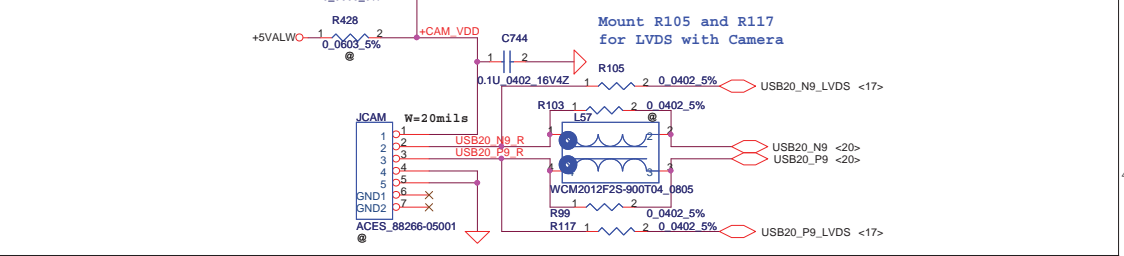 R428
+5VALW
1
2
+CAM_VDD
0_0603_5%
@
Mount R105 and R117
for LVDS with Camera
C744
1
2
0.1U_0402_16V4Z
R105
1
2
0_0402_5%
USB20_N9_LVDS <17>
R103
1
2
0_0402_5%
JCAM
W=20mils
L57
@
1
1
2
2
USB20_N9_R
3
3
USB20_P9_R
4
4
5
5
GND1
6
GND2
7
1
2
2
4
3
3
USB20_N9 <20>
USB20_P9 <20>
WCM2012F2S-900T04_0805
R99
1
2
0_0402_5%
ACES_88266-05001
@
R117
1
2
0_0402_5%
USB20_P9_LVDS <17>